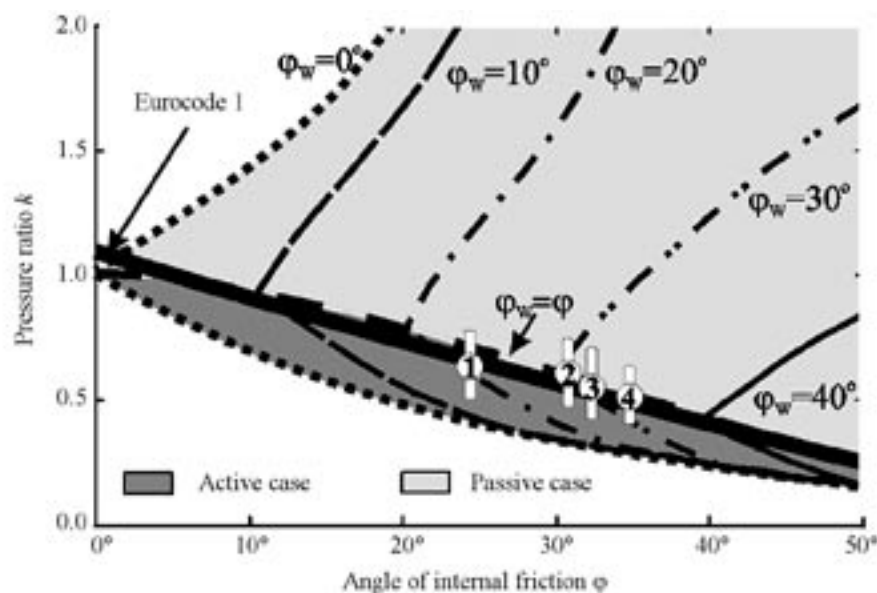 2.0
φw=0°
φw=10°
φw=20°
Eurocode 1
1.5
φw=30°
Pressure ratio k
1.0
φw=φ
1
2
3
4
0.5
φw=40°
Active case
Passive case
0.0
0°
10°
20°
30°
40°
50°
Angle of internal friction φ